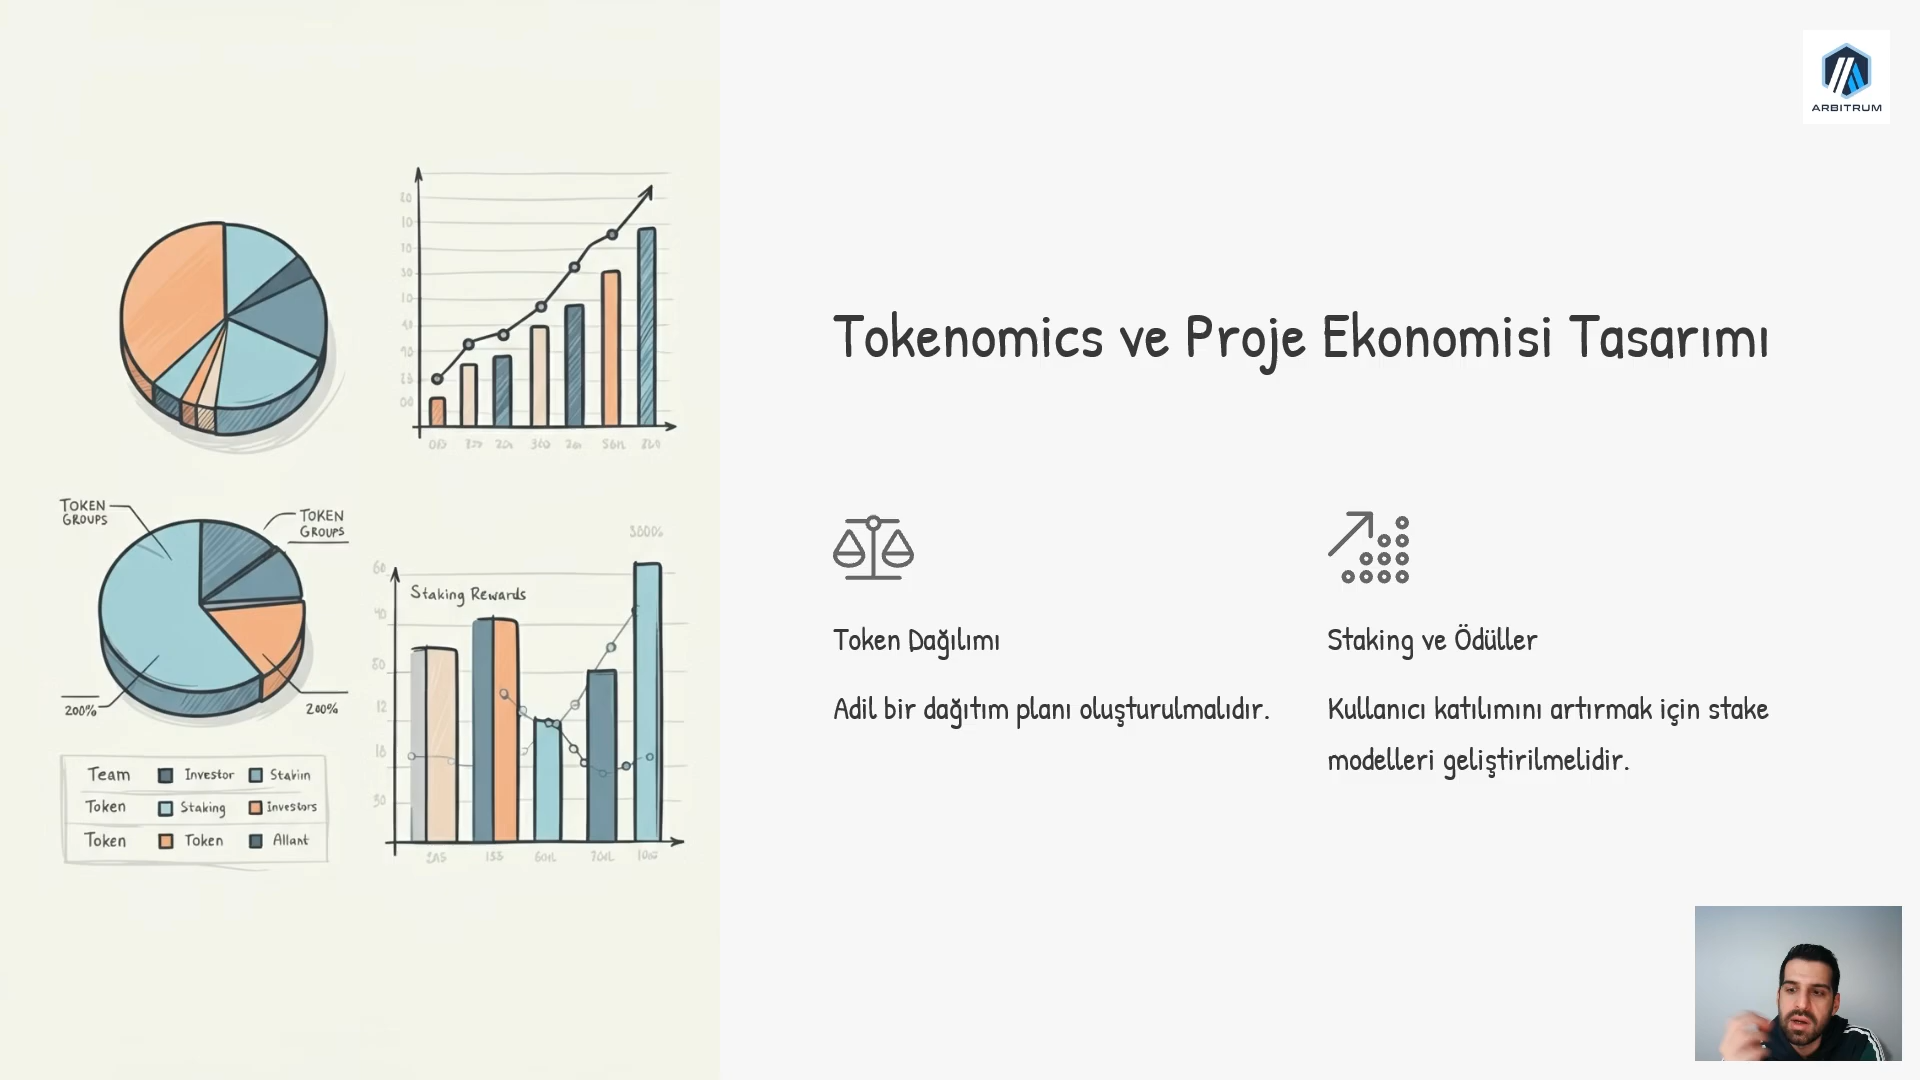 ARBITRUM
Tokenomics ve Proje Ekonomisi Tasarımı
Token Dağılımı
Adil bir dağıtım planı oluşturulmalıdır.
Staking ve Ödüller
Kullanıcı katılımını artırmak için stake
modelleri geliştirilmelidir.
TOKEN
GROUPS
TOKEN
GROUPS
200%
200%
Team Investor
Token Staking Investors
Token Token Allant
Staking Rewards